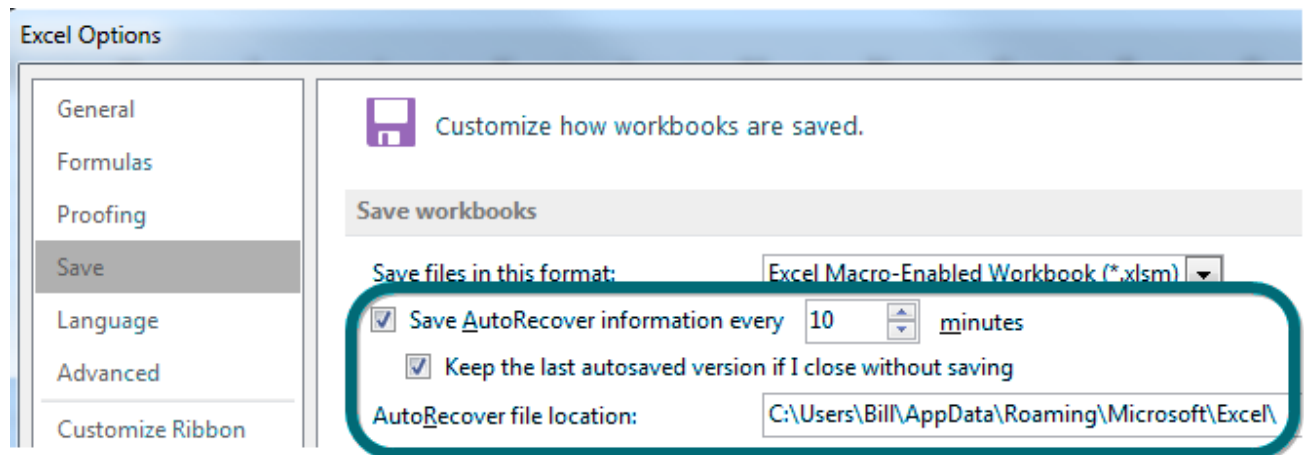 Excel Options
General
Formulas
Proofing
Save
Language
Advanced
Customize Ribbon
Customize how workbooks are saved.
Save workbooks
Save files in this format: Excel Macro-Enabled Workbook (*.xlsm)
Save AutoRecover information every 10 minutes
Keep the last autosaved version if I close without saving
AutoRecover file location: C:\Users\Bill\AppData\Roaming\Microsoft\Excel\